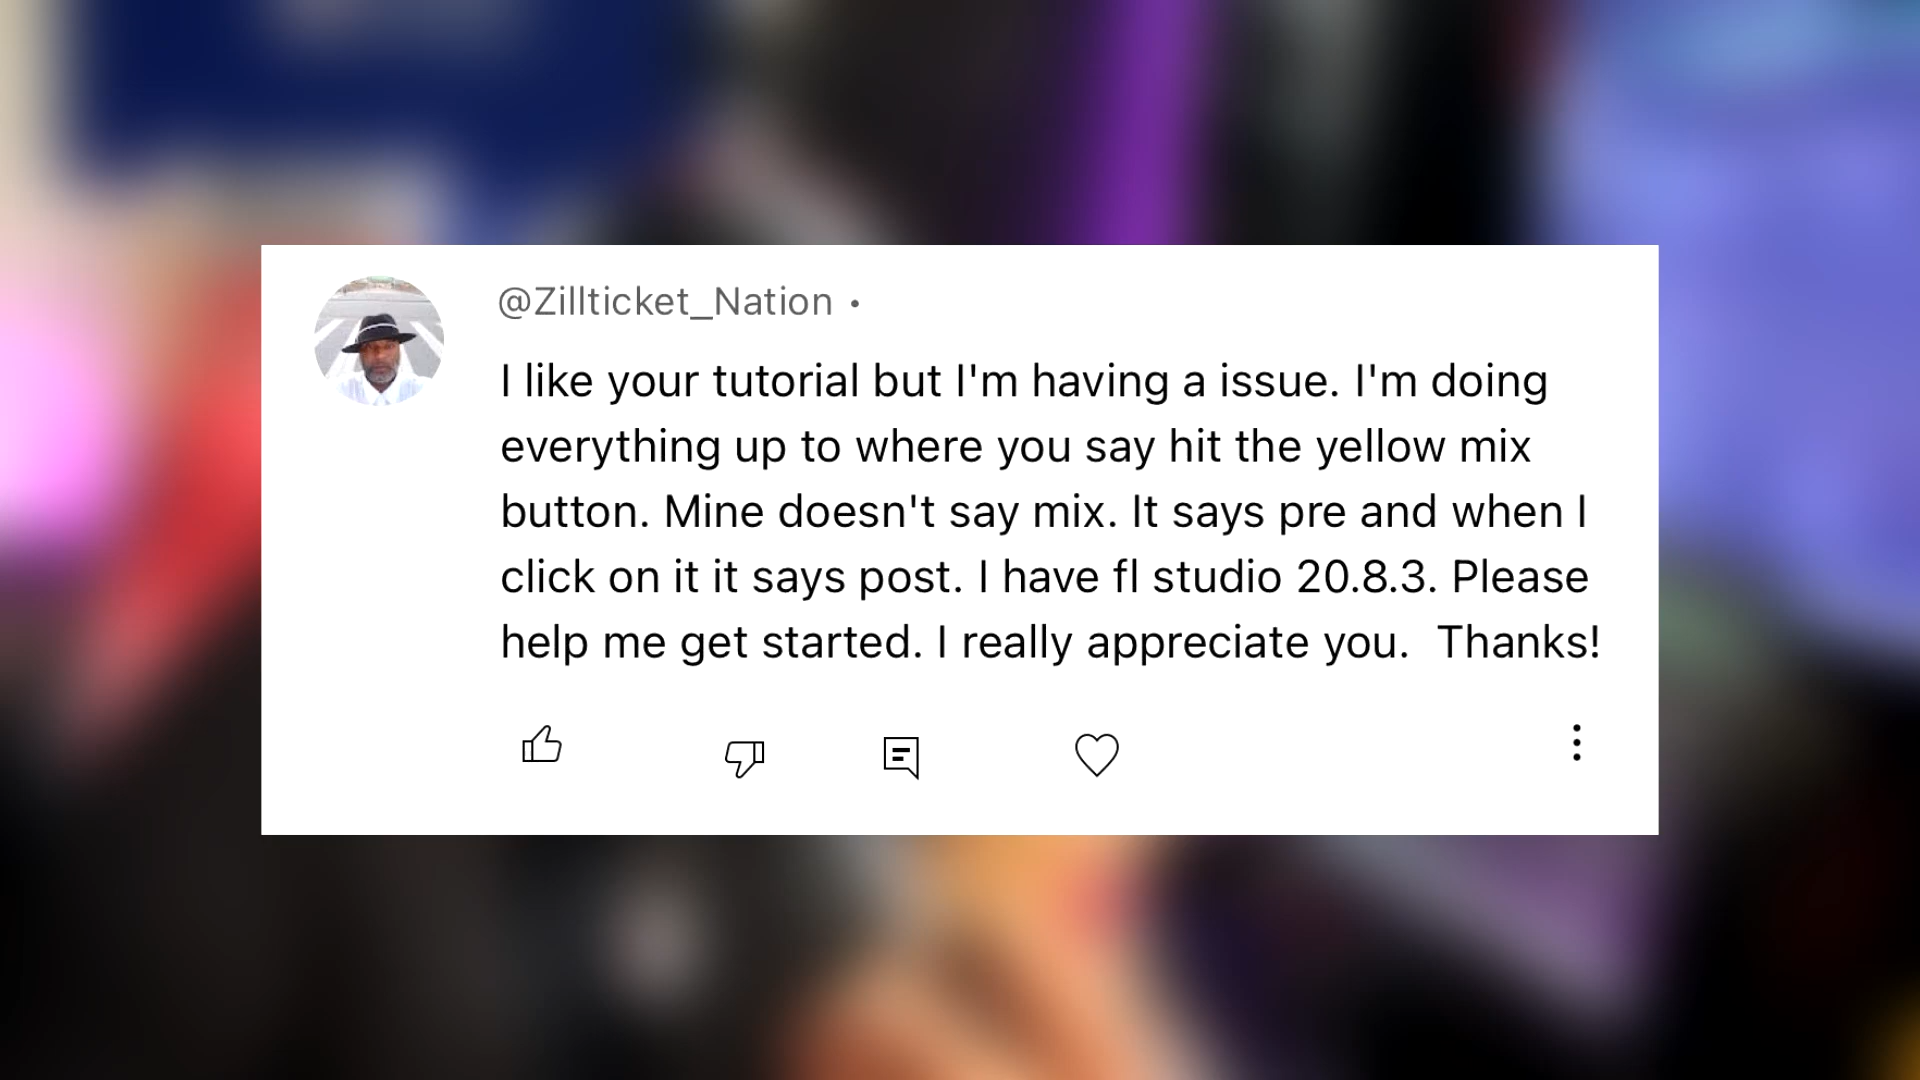 @Zillticket_Nation •
I like your tutorial but I'm having a issue. I'm doing
everything up to where you say hit the yellow mix
button. Mine doesn't say mix. It says pre and when I
click on it it says post. I have fl studio 20.8.3. Please
help me get started. I really appreciate you.  Thanks!